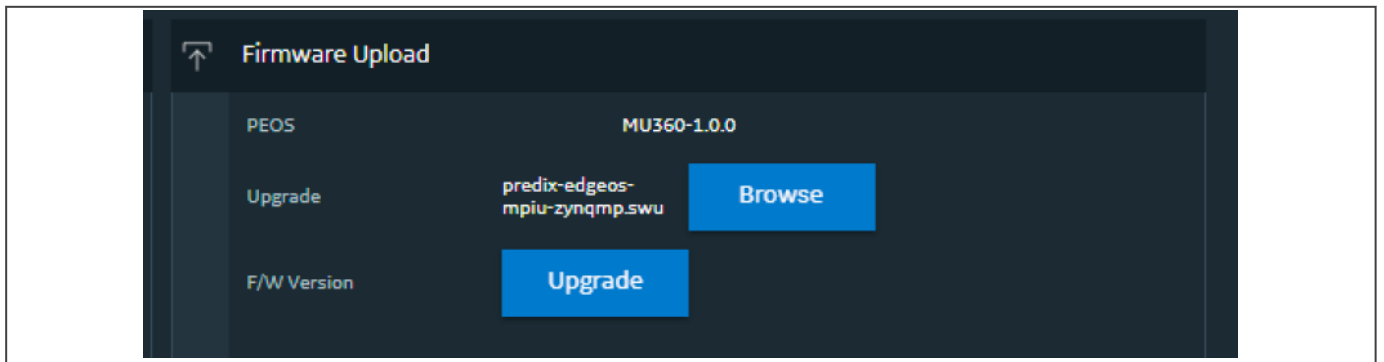 Firmware Upload
PEOS
MU360-1.0.0
Upgrade
predix-edgeos-
mpiu-zynqmp.swu
Browse
F/W Version
Upgrade